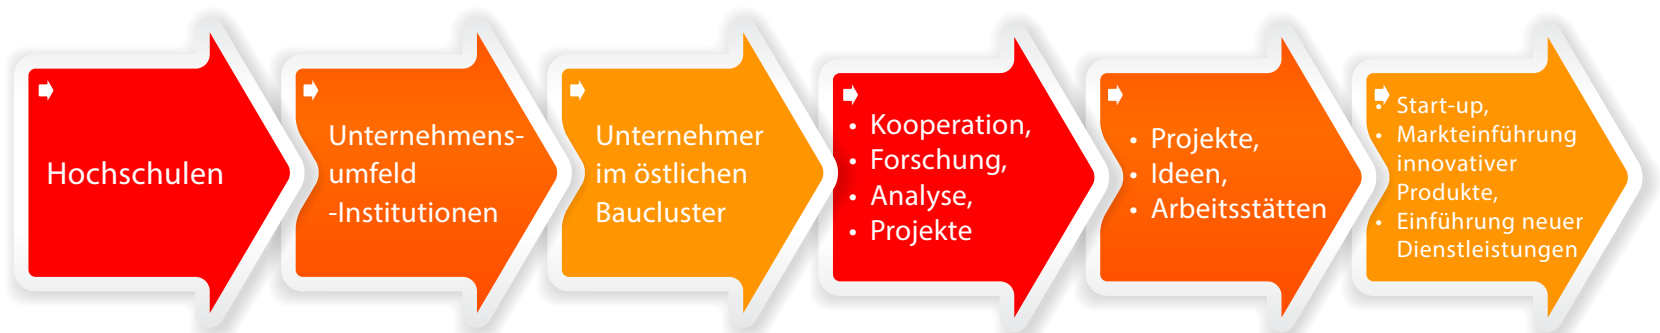 Hochschulen
Unternehmens-
umfeld
-Institutionen
Unternehmer
im östlichen
Baucluster
• Kooperation,
• Forschung,
• Analyse,
• Projekte
• Projekte,
• Ideen,
• Arbeitsstätten
• Start-up,
• Markteinführung
innovativer
Produkte,
• Einführung neuer
Dienstleistungen